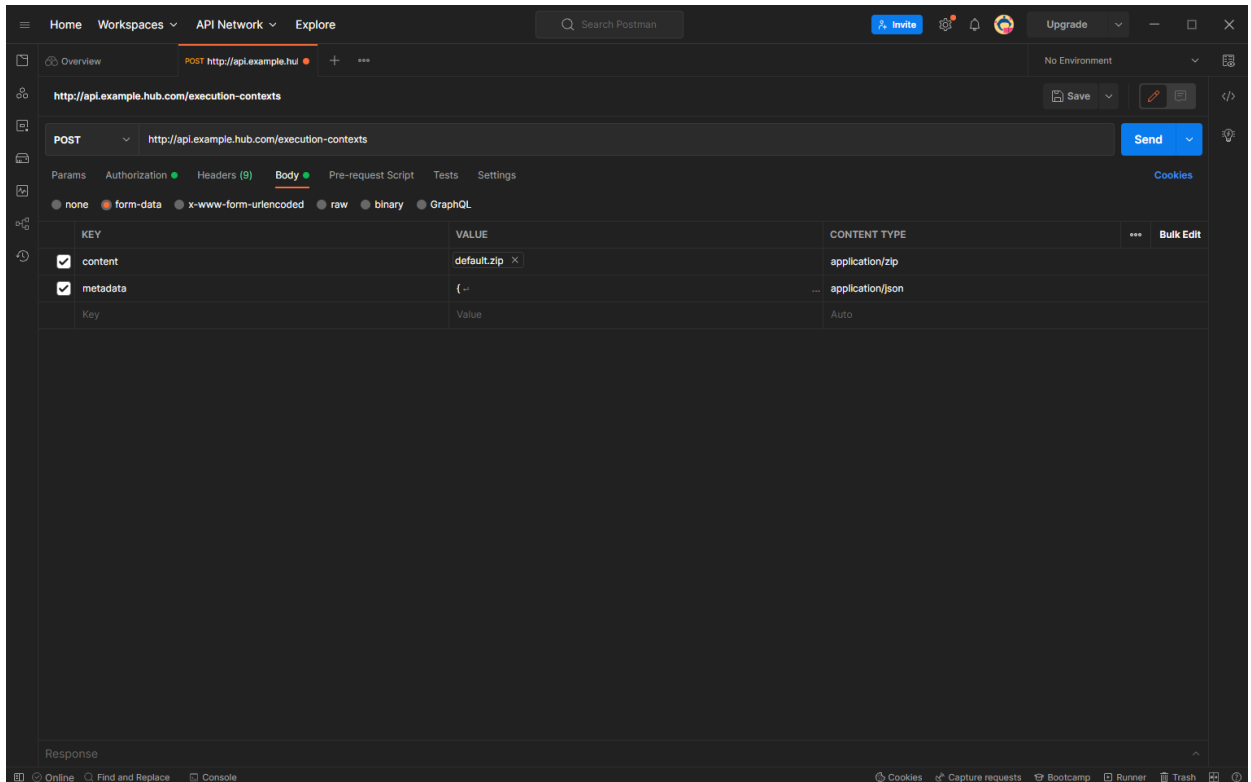 Home Workspaces API Network Explore Search Postman Invite Upgrade
Overview POST http://api.example.hul No Environment
http://api.example.hub.com/execution-contexts Save
POST http://api.example.hub.com/execution-contexts Send
Params Authorization Headers (9) Body Pre-request Script Tests Settings Cookies
none form-data x-www-form-urlencoded raw binary GraphQL
KEY VALUE CONTENT TYPE Bulk Edit
content default.zip application/zip
metadata { ... application/json
Key Value Auto
Response
Online Find and Replace Console Cookies Capture requests Bootcamp Runner Trash